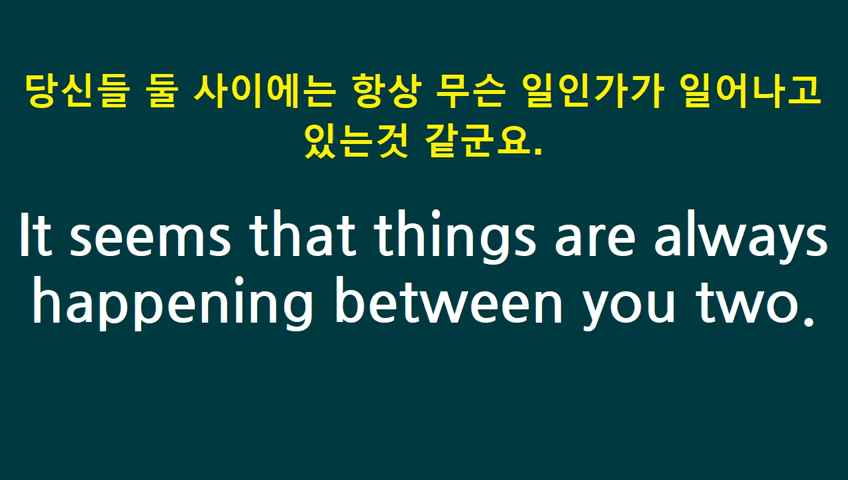 당신들 둘 사이에는 항상 무슨 일인가가 일어나고
있는것 같군요.
It seems that things are always
happening between you two.